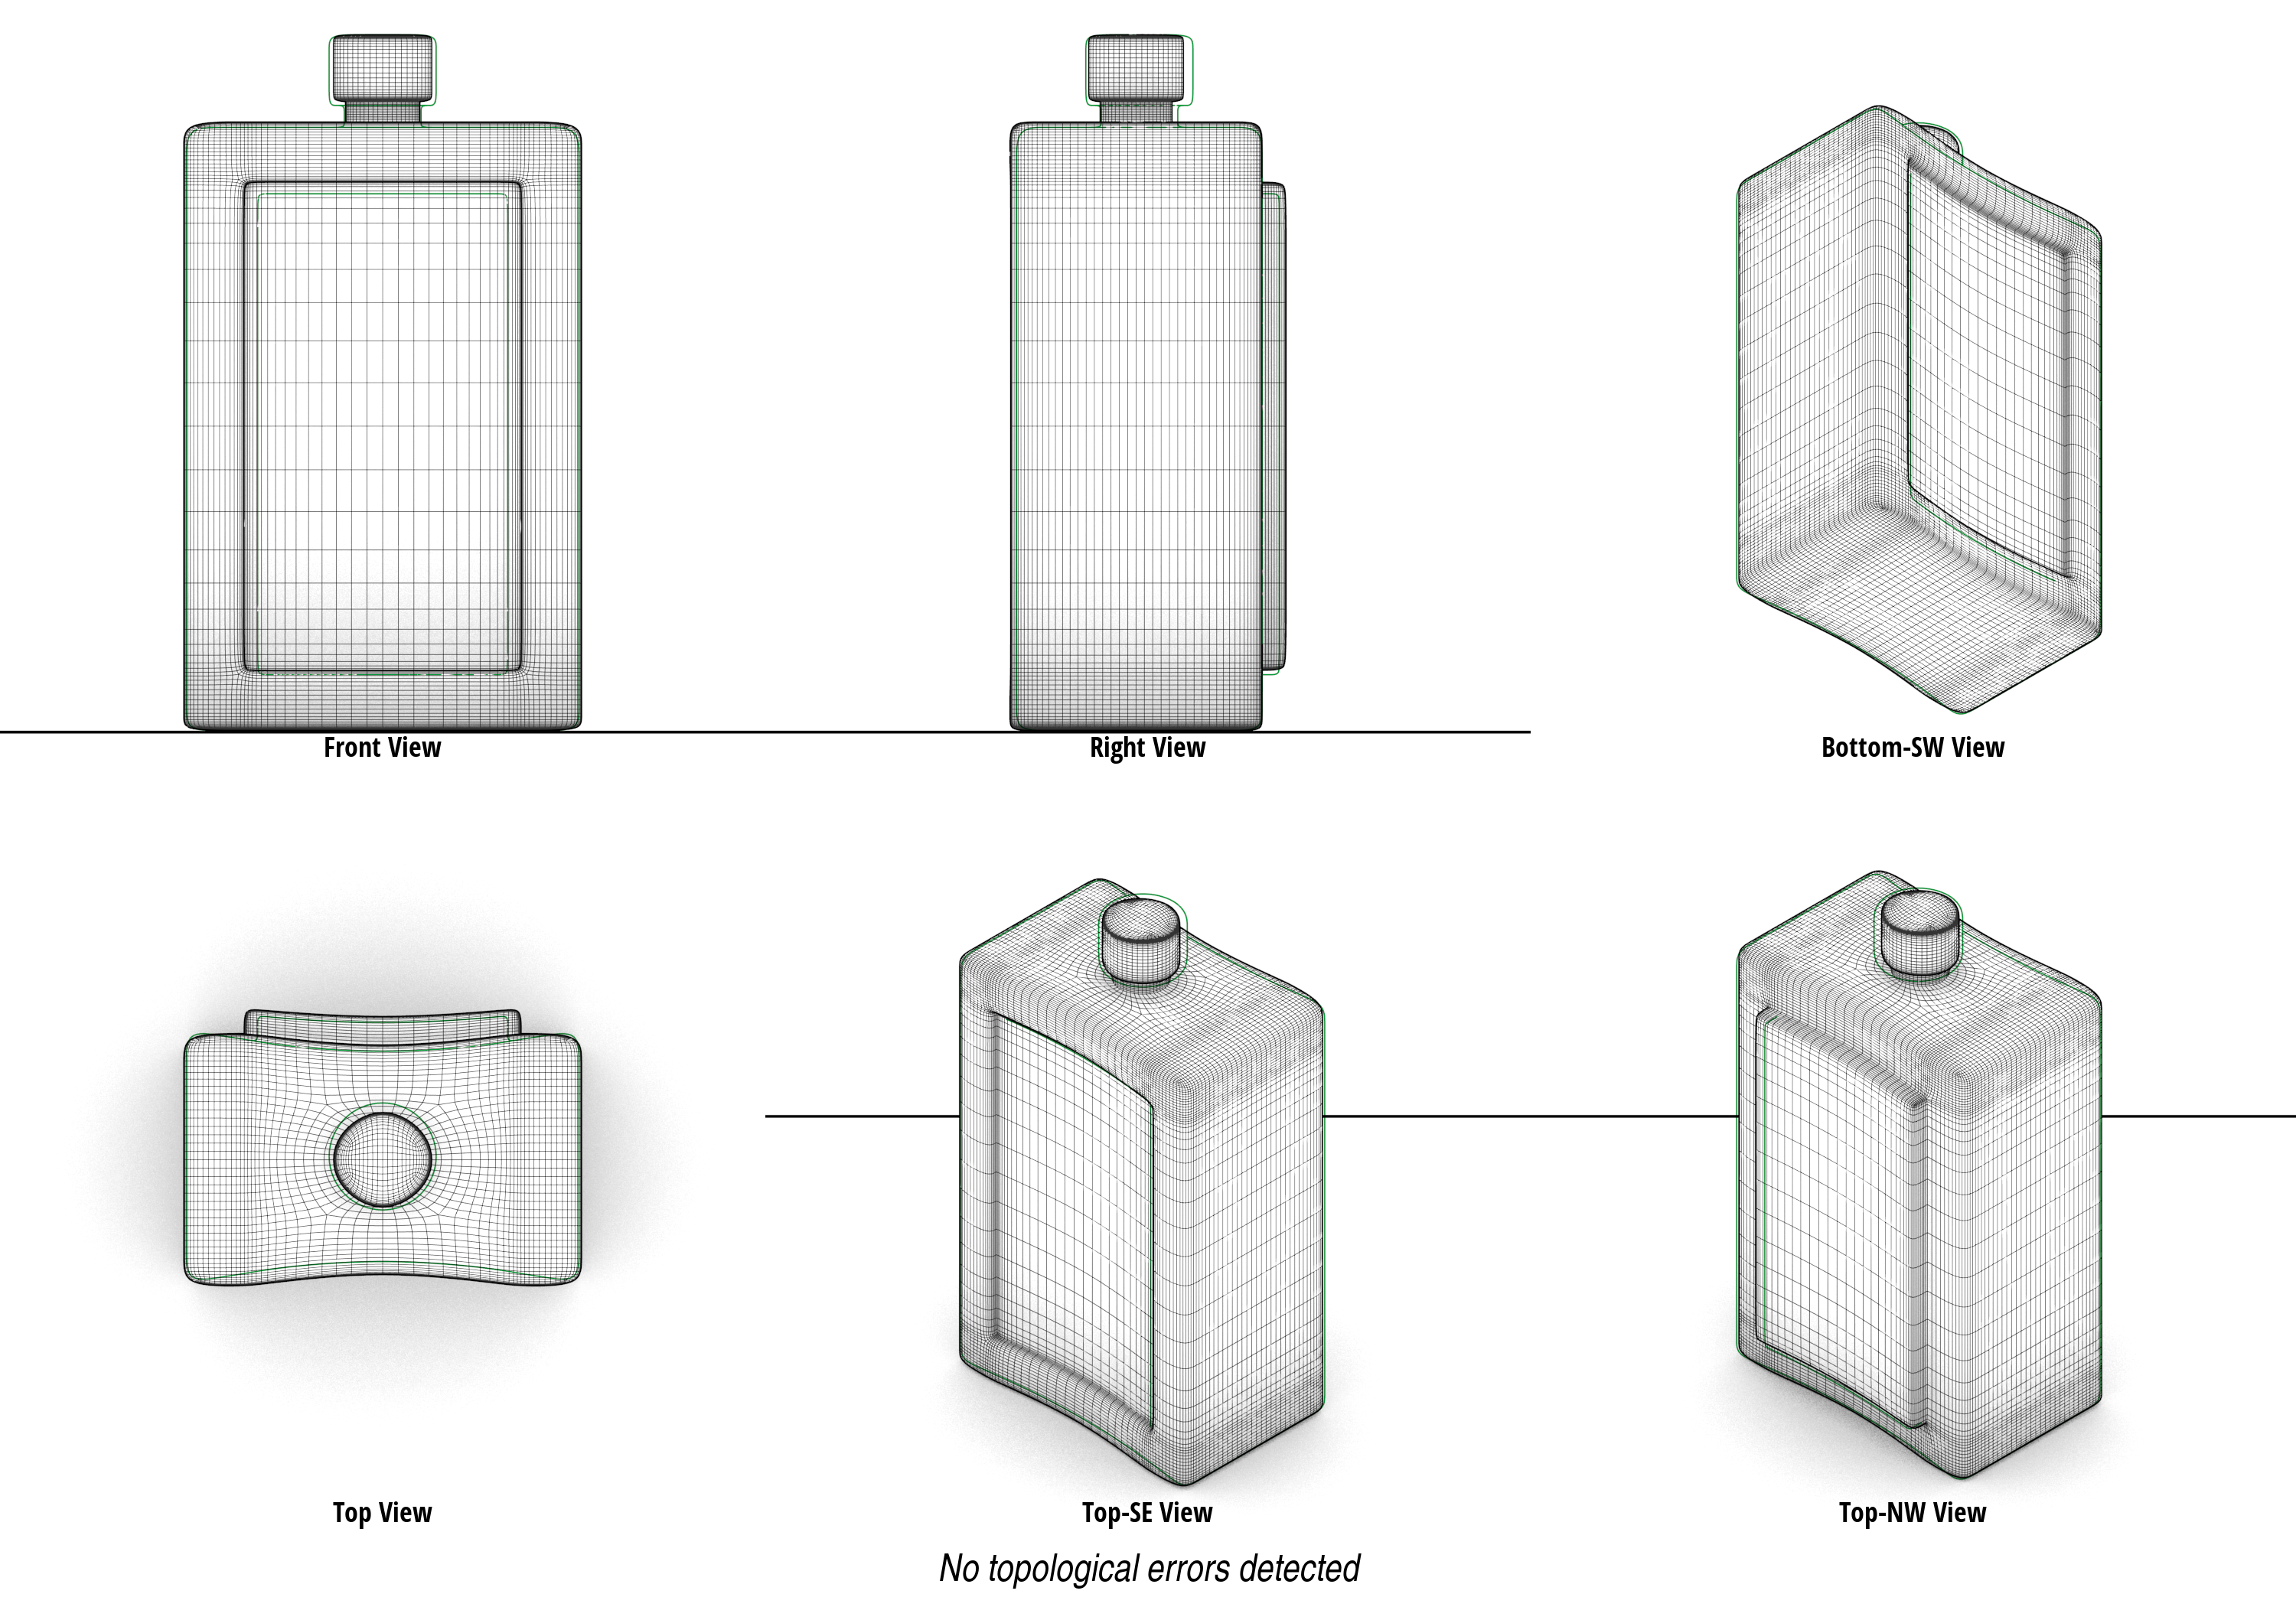 Front View
Right View
Bottom-SW View
Top View
Top-SE View
Top-NW View
No topological errors detected